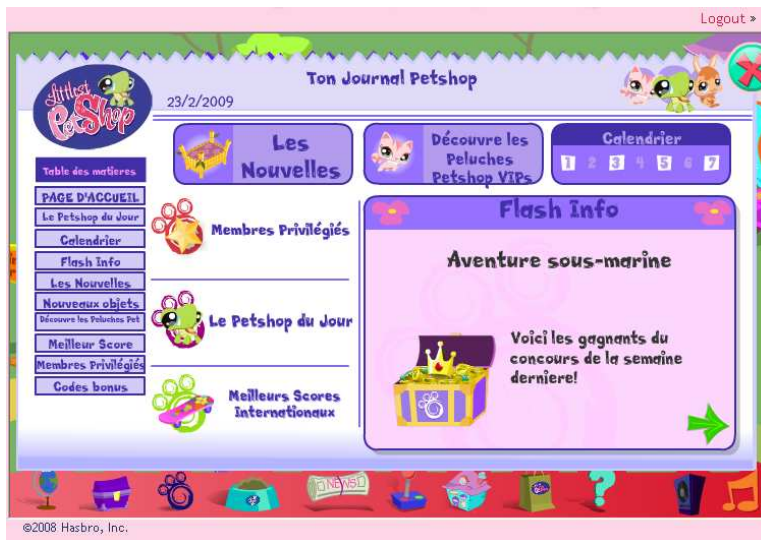 Logout »
Ton Journal Petshop
23/2/2009
Littlest
PetShop
Les
Nouvelles
Découvre les
Peluches
Petshop VIPs
Calendrier
1 2 3 4 5 6 7
Table des matieres
PAGE D'ACCUEIL
Le Petshop du Jour
Calendrier
Flash Info
Les Nouvelles
Nouveaux objets
Découvre les Peluches Pet
Meilleur Score
Membres Privilégiés
Codes bonus
Membres Privilégiés
Le Petshop du Jour
Meilleurs Scores
Internationaux
Flash Info
Aventure sous-marine
Voici les gagnants du
concours de la semaine
derniere!
NEWS
©2008 Hasbro, Inc.